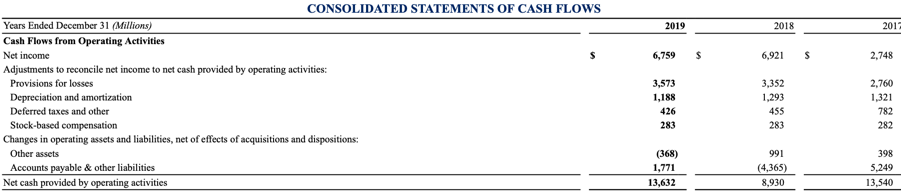 CONSOLIDATED STATEMENTS OF CASH FLOWS
Years Ended December 31 (Millions) 2019 2018 2017
Cash Flows from Operating Activities
Net income $ 6,759 $ 6,921 $ 2,748
Adjustments to reconcile net income to net cash provided by operating activities:
Provisions for losses 3,573 3,352 2,760
Depreciation and amortization 1,188 1,293 1,321
Deferred taxes and other 426 455 782
Stock-based compensation 283 283 282
Changes in operating assets and liabilities, net of effects of acquisitions and dispositions:
Other assets (368) 991 398
Accounts payable & other liabilities 1,771 (4,365) 5,249
Net cash provided by operating activities 13,632 8,930 13,540